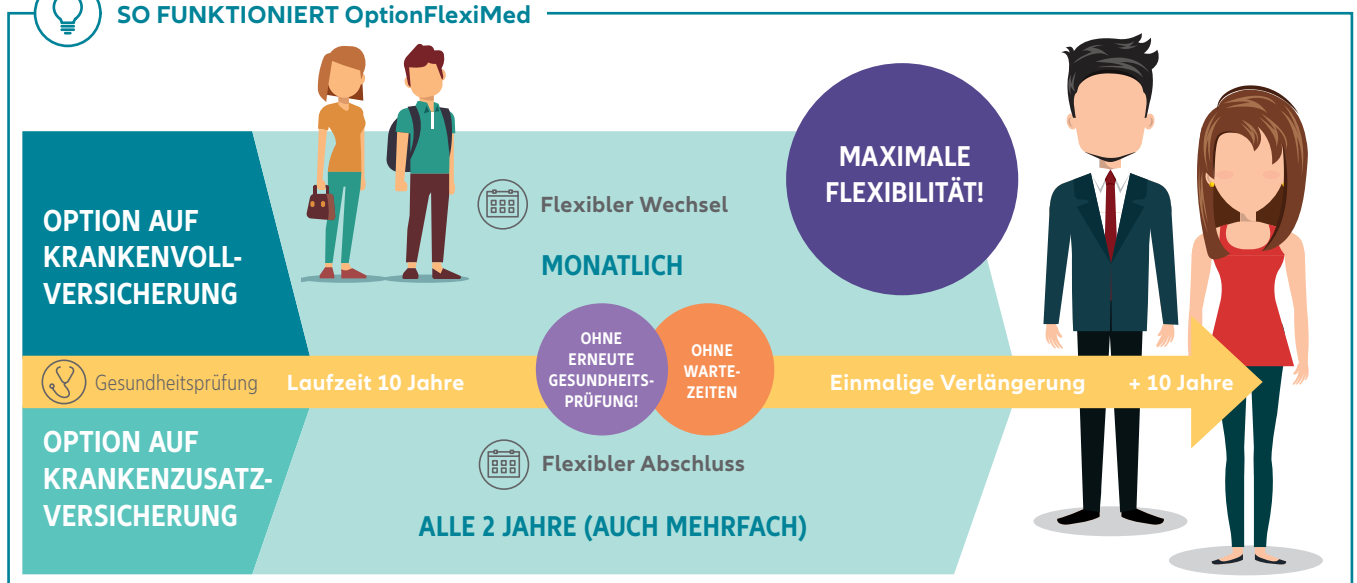 SO FUNKTIONIERT OptionFlexiMed
OPTION AUF
KRANKENVOLL-
VERSICHERUNG
Flexibler Wechsel
MONATLICH
MAXIMALE
FLEXIBILITÄT!
Gesundheitsprüfung
Laufzeit 10 Jahre
OHNE
ERNEUTE
GESUNDHEITS-
PRÜFUNG!
OHNE
WARTE-
ZEITEN
Einmalige Verlängerung
+ 10 Jahre
OPTION AUF
KRANKENZUSATZ-
VERSICHERUNG
Flexibler Abschluss
ALLE 2 JAHRE (AUCH MEHRFACH)